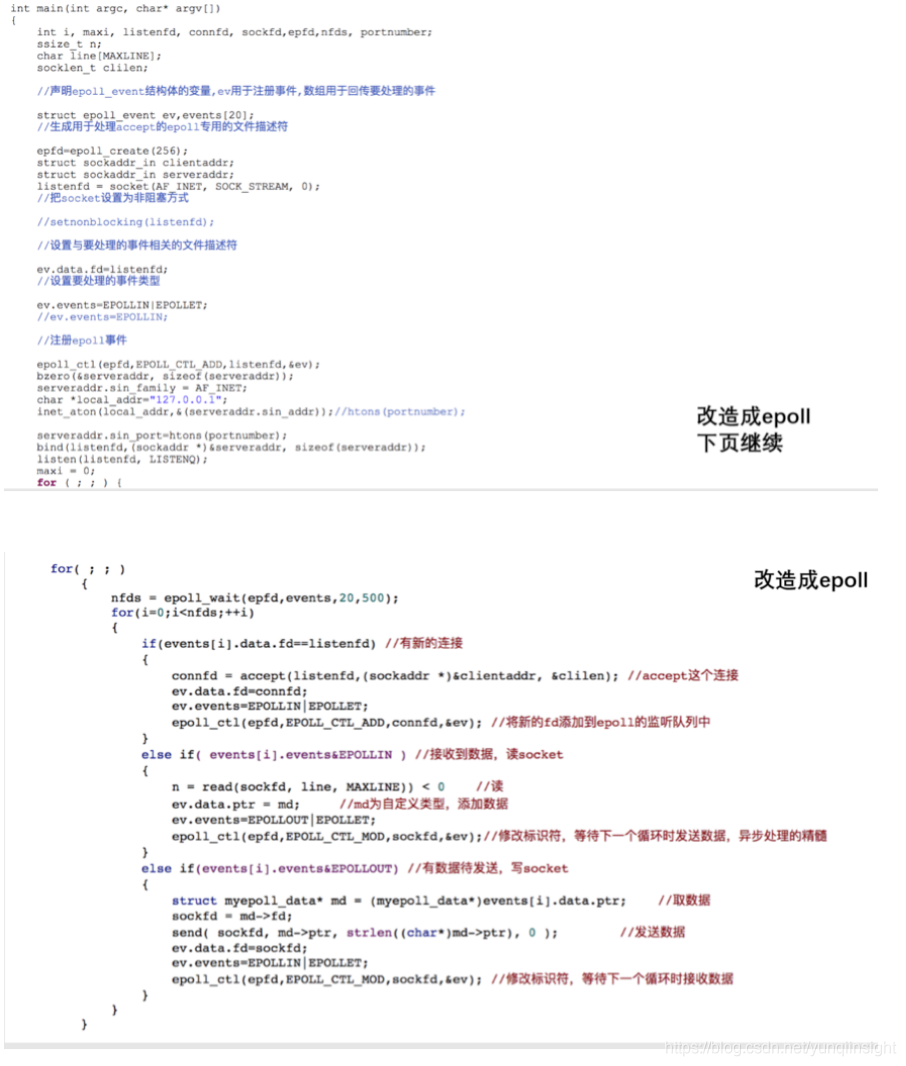 int main(int argc, char* argv[])
{
int i, maxi, listenfd, connfd, sockfd,epfd,nfds, portnumber;
ssize_t n;
char line[MAXLINE];
socklen_t clilen;
//声明epoll_event结构体的变量,ev用于注册事件,数组用于回传要处理的事件
struct epoll_event ev,events[20];
//生成用于处理accept的epoll专用的文件描述符
epfd=epoll_create(256);
struct sockaddr_in clientaddr;
struct sockaddr_in serveraddr;
listenfd = socket(AF_INET, SOCK_STREAM, 0);
//把socket设置为非阻塞方式
//setnonblocking(listenfd);
//设置与要处理的事件相关的文件描述符
ev.data.fd=listenfd;
//设置要处理的事件类型
ev.events=EPOLLIN|EPOLLET;
//ev.events=EPOLLIN;
//注册epoll事件
epoll_ctl(epfd,EPOLL_CTL_ADD,listenfd,&ev);
bzero(&serveraddr, sizeof(serveraddr));
serveraddr.sin_family = AF_INET;
char *local_addr="127.0.0.1";
inet_aton(local_addr,&(serveraddr.sin_addr));//htons(portnumber);
serveraddr.sin_port=htons(portnumber);
bind(listenfd,(sockaddr *)&serveraddr, sizeof(serveraddr));
listen(listenfd, LISTENQ);
maxi = 0;
for ( ; ; ) {
改造成epoll
下页继续
for( ; ; )
{
nfds = epoll_wait(epfd,events,20,500);
for(i=0;i<nfds;++i)
{
if(events[i].data.fd==listenfd) //有新的连接
{
connfd = accept(listenfd,(sockaddr *)&clientaddr, &clilen); //accept这个连接
ev.data.fd=connfd;
ev.events=EPOLLIN|EPOLLET;
epoll_ctl(epfd,EPOLL_CTL_ADD,connfd,&ev); //将新的fd添加到epoll的监听队列中
}
else if( events[i].events&EPOLLIN ) //接收到数据，读socket
{
n = read(sockfd, line, MAXLINE)) < 0 //读
ev.data.ptr = md; //md为自定义类型，添加数据
ev.events=EPOLLOUT|EPOLLET;
epoll_ctl(epfd,EPOLL_CTL_MOD,sockfd,&ev);//修改标识符，等待下一个循环时发送数据，异步处理的精髓
}
else if(events[i].events&EPOLLOUT) //有数据待发送，写socket
{
struct myepoll_data* md = (myepoll_data*)events[i].data.ptr; //取数据
sockfd = md->fd;
send( sockfd, md->ptr, strlen((char*)md->ptr), 0 ); //发送数据
ev.data.fd=sockfd;
ev.events=EPOLLIN|EPOLLET;
epoll_ctl(epfd,EPOLL_CTL_MOD,sockfd,&ev); //修改标识符，等待下一个循环时接收数据
}
}
}
改造成epoll
https://blog.csdn.net/yunqiinsight